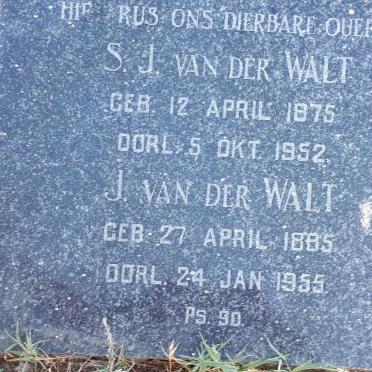 HIER RUS ONS DIERBARE OUER
S. J. VAN DER WALT
GEB. 12 APRIL 1875
OORL. 5 OKT. 1952.
J. VAN DER WALT
GEB. 27 APRIL 1885
OORL. 24 JAN 1955
PS. 90.